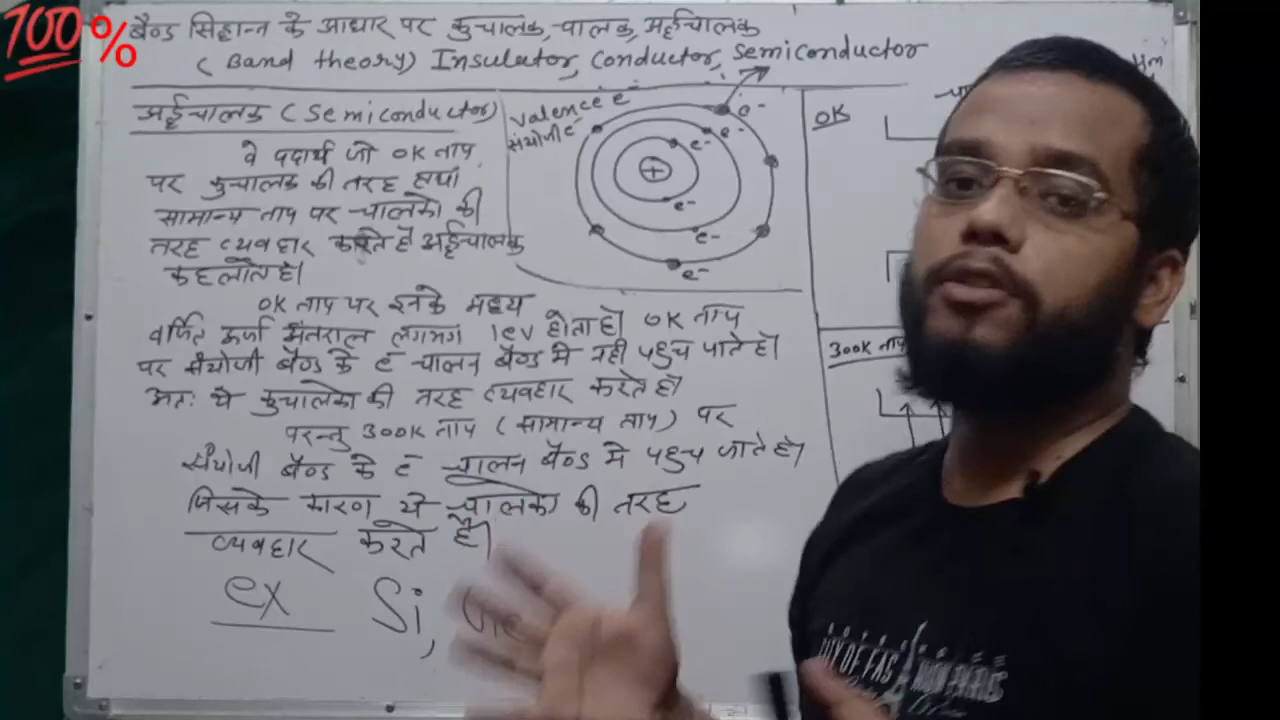 100%
बैण्ड सिद्धान्त के आधार पर कुचालक, चालक, अर्द्धचालक
(Band theory) Insulator, Conductor, Semiconductor
अर्द्धचालक (Semiconductor)
वे पदार्थ जो 0K ताप
पर कुचालक की तरह तथा
सामान्य ताप पर चालको की
तरह व्यवहार करते है अर्द्धचालक
कहलाते है।
0K ताप पर इनके मध्य
वर्जित ऊर्जा अंतराल लगभग 1eV होता है। 0K ताप
पर संयोजी बैण्ड के e⁻ चालन बैण्ड मे नही पहुच पाते है।
अतः ये कुचालको की तरह व्यवहार करते है।
परन्तु 300K ताप (सामान्य ताप) पर
संयोजी बैण्ड के e⁻ चालन बैण्ड मे पहुच जाते है।
जिसके कारण ये चालको की तरह
व्यवहार करते है।
ex Si,
valence e⁻
संयोजी e⁻
e-
e-
e-
e-
e-
e-
+
0K
300K ताप